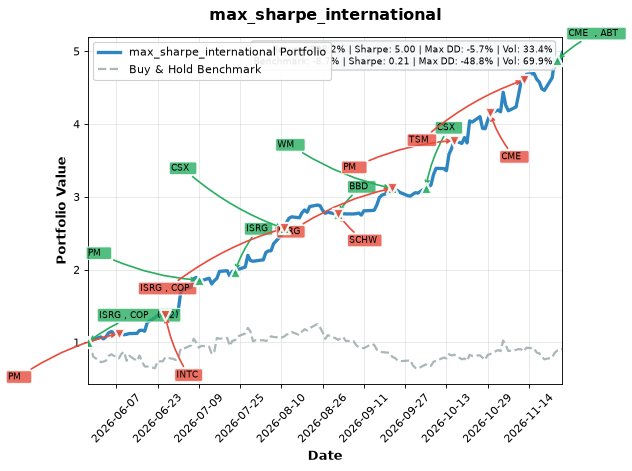 max_sharpe_international
CME , ABT
max_sharpe_international Portfolio
Buy & Hold Benchmark
2% | Sharpe: 5.00 | Max DD: -5.7% | Vol: 33.4%
| Sharpe: 0.21 | Max DD: -48.8% | Vol: 69.9%
CSX
WM
TSM
CME
PM
CSX
BBD
ISRG
SCHW
PM
ISRG , COP
ISRG , COP
INTC
PM
Portfolio Value
5
4
3
2
1
2026-06-07
2026-06-23
2026-07-09
2026-07-25
2026-08-10
2026-08-26
2026-09-11
2026-09-27
2026-10-13
2026-10-29
2026-11-14
Date